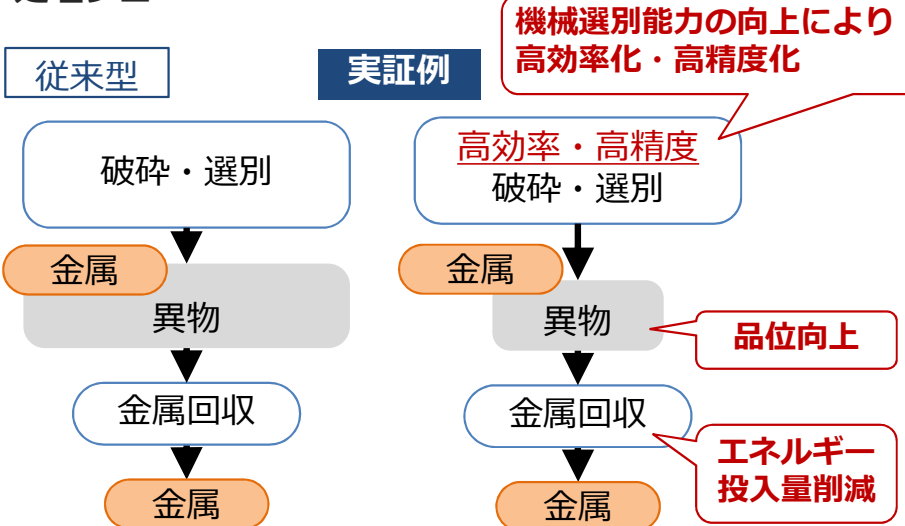 機械選別能力の向上により
高効率化・高精度化
従来型
実証例
破砕・選別
金属
異物
金属回収
金属
高効率・高精度
破砕・選別
金属
異物
品位向上
金属回収
エネルギー
投入量削減
金属